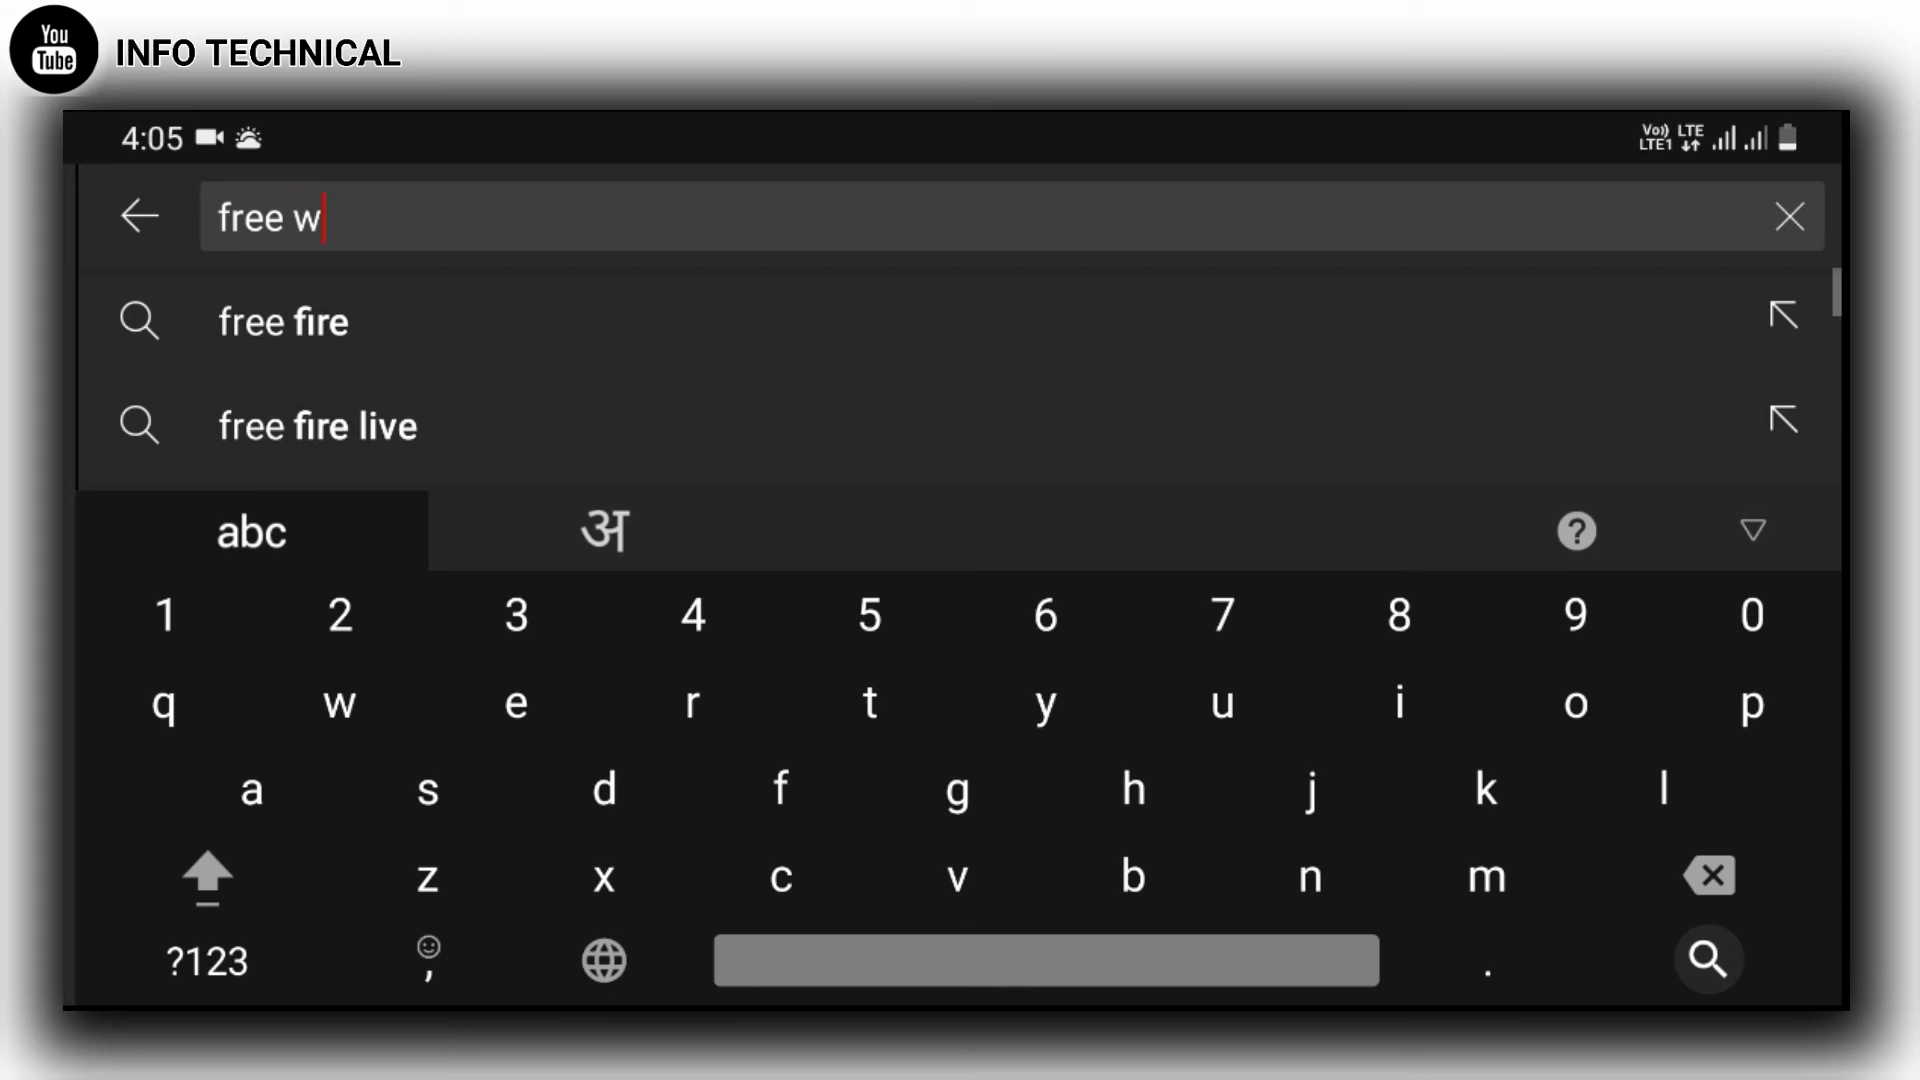 You
Tube
INFO TECHNICAL
4:05
Vo)) LTE
LTE1
free w
free fire
free fire live
abc
अ
?
1 2 3 4 5 6 7 8 9 0
q w e r t y u i o p
a s d f g h j k l
z x c v b n m
?123 , .